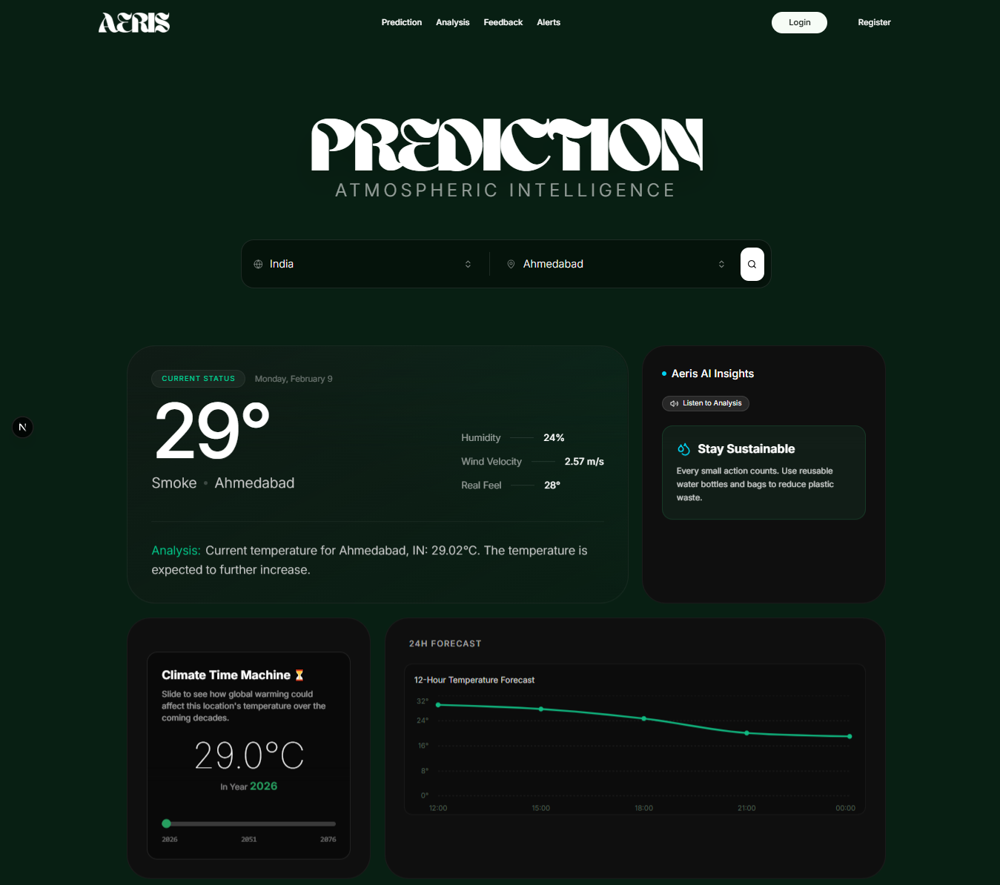 AERIS
Prediction Analysis Feedback Alerts
Login Register
PREDICTION
ATMOSPHERIC INTELLIGENCE
India Ahmedabad
CURRENT STATUS Monday, February 9
29°
Smoke • Ahmedabad
Humidity 24%
Wind Velocity 2.57 m/s
Real Feel 28°
Analysis: Current temperature for Ahmedabad, IN: 29.02°C. The temperature is
expected to further increase.
Aeris AI Insights
Listen to Analysis
Stay Sustainable
Every small action counts. Use reusable
water bottles and bags to reduce plastic
waste.
N
Climate Time Machine ⏳
Slide to see how global warming could
affect this location's temperature over the
coming decades.
29.0°C
In Year 2026
2026 2051 2076
24H FORECAST
12-Hour Temperature Forecast
32°
24°
16°
8°
0°
12:00 15:00 18:00 21:00 00:00